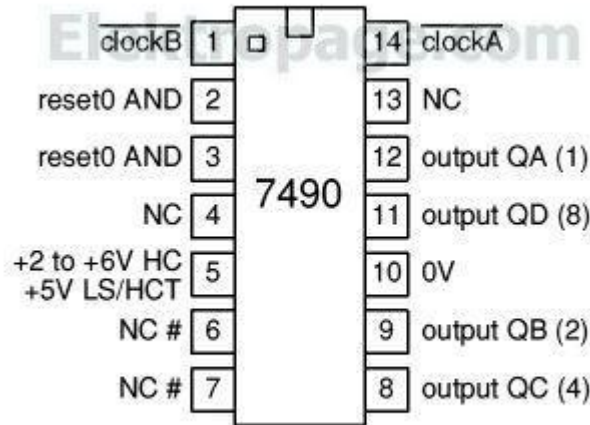 Elektropage.com
clockB 1 14 clockA
reset0 AND 2 13 NC
reset0 AND 3 12 output QA (1)
7490
NC 4 11 output QD (8)
+2 to +6V HC
+5V LS/HCT 5 10 0V
NC # 6 9 output QB (2)
NC # 7 8 output QC (4)